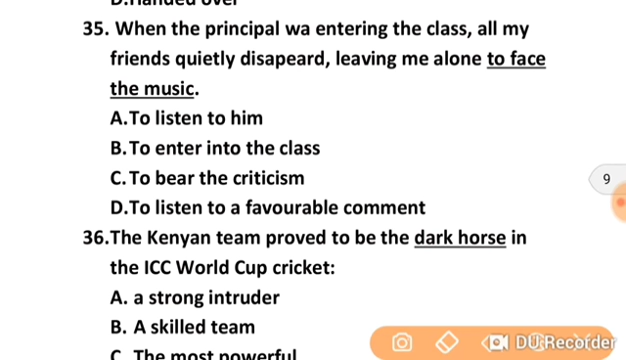 D.Handed over
35. When the principal wa entering the class, all my
friends quietly disapeard, leaving me alone to face
the music.
A.To listen to him
B.To enter into the class
C.To bear the criticism
D.To listen to a favourable comment
9
36.The Kenyan team proved to be the dark horse in
the ICC World Cup cricket:
A. a strong intruder
B. A skilled team
C. The most powerful
DU Recorder